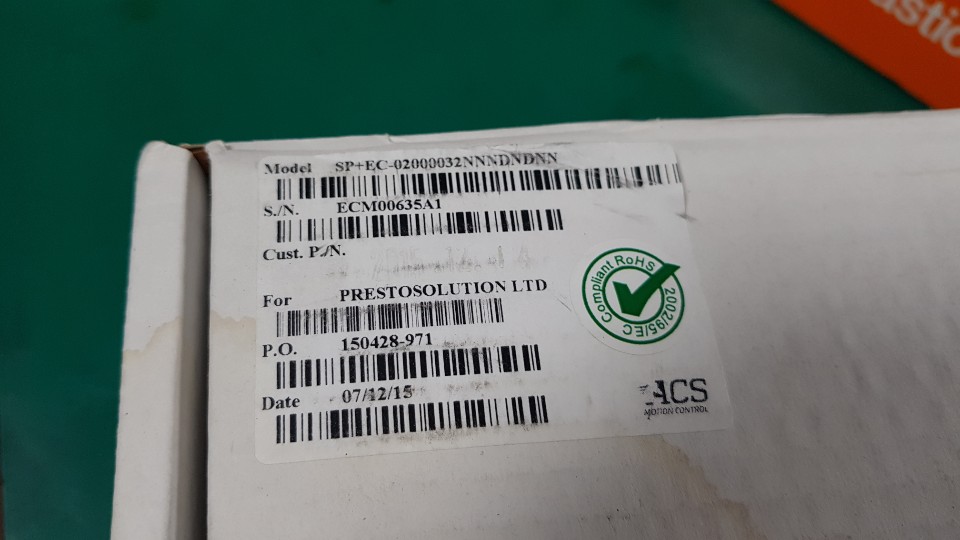 Model SP+EC-02000032NNNDNDNN
S./N. ECM00635A1
Cust. P./N.
For PRESTOSOLUTION LTD
P.O. 150428-971
Date 07/12/15
Compliant RoHS 2002/95/EC
ACS
MOTION CONTROL